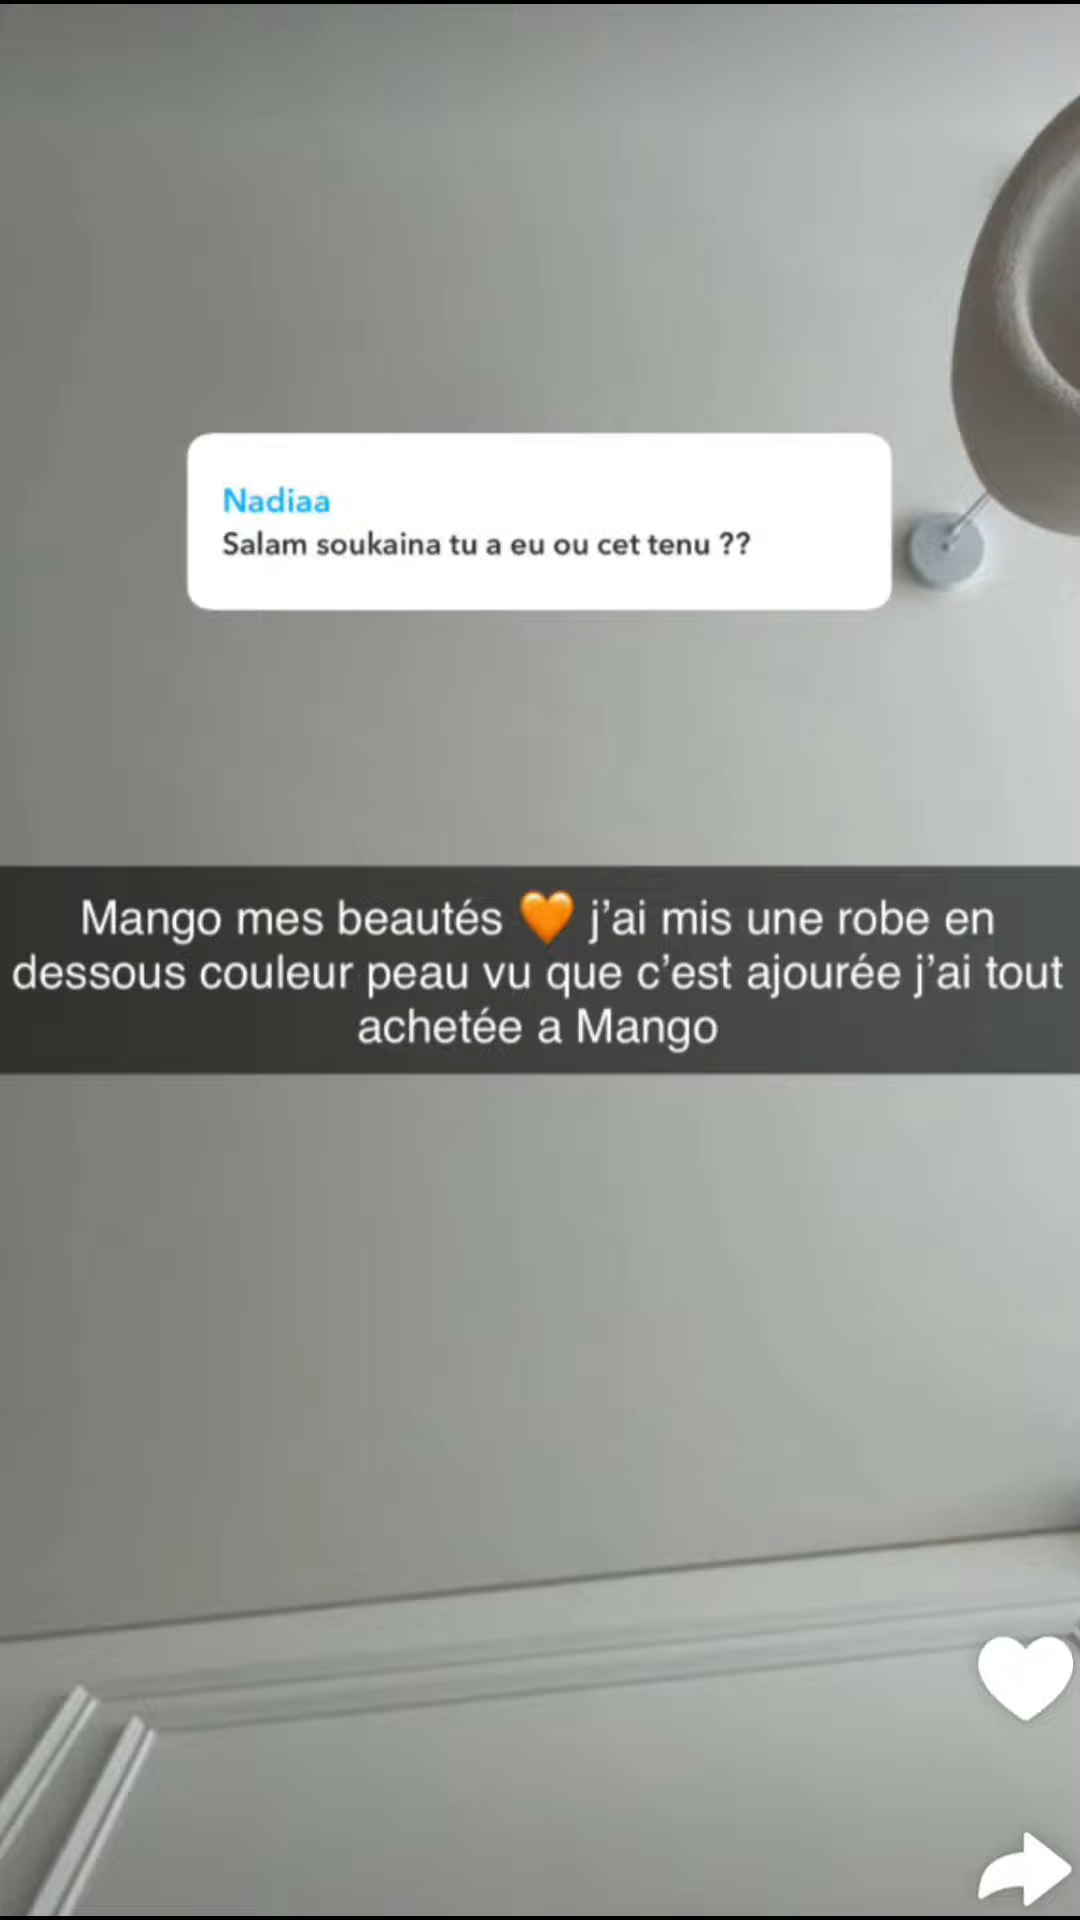 Nadiaa
Salam soukaina tu a eu ou cet tenu ??
Mango mes beautés 🧡 j’ai mis une robe en
dessous couleur peau vu que c’est ajourée j’ai tout
achetée a Mango